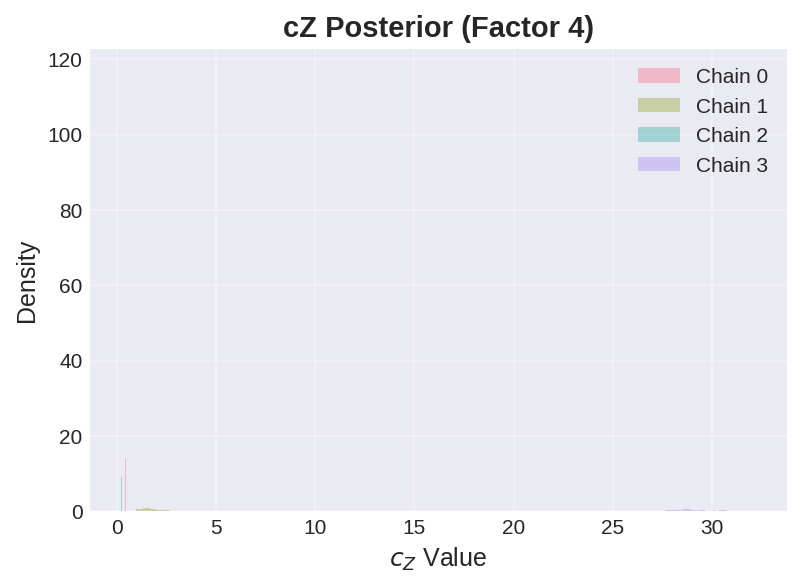 cZ Posterior (Factor 4)
120
100
80
60
40
20
0
Density
Chain 0
Chain 1
Chain 2
Chain 3
0 5 10 15 20 25 30
c_Z Value